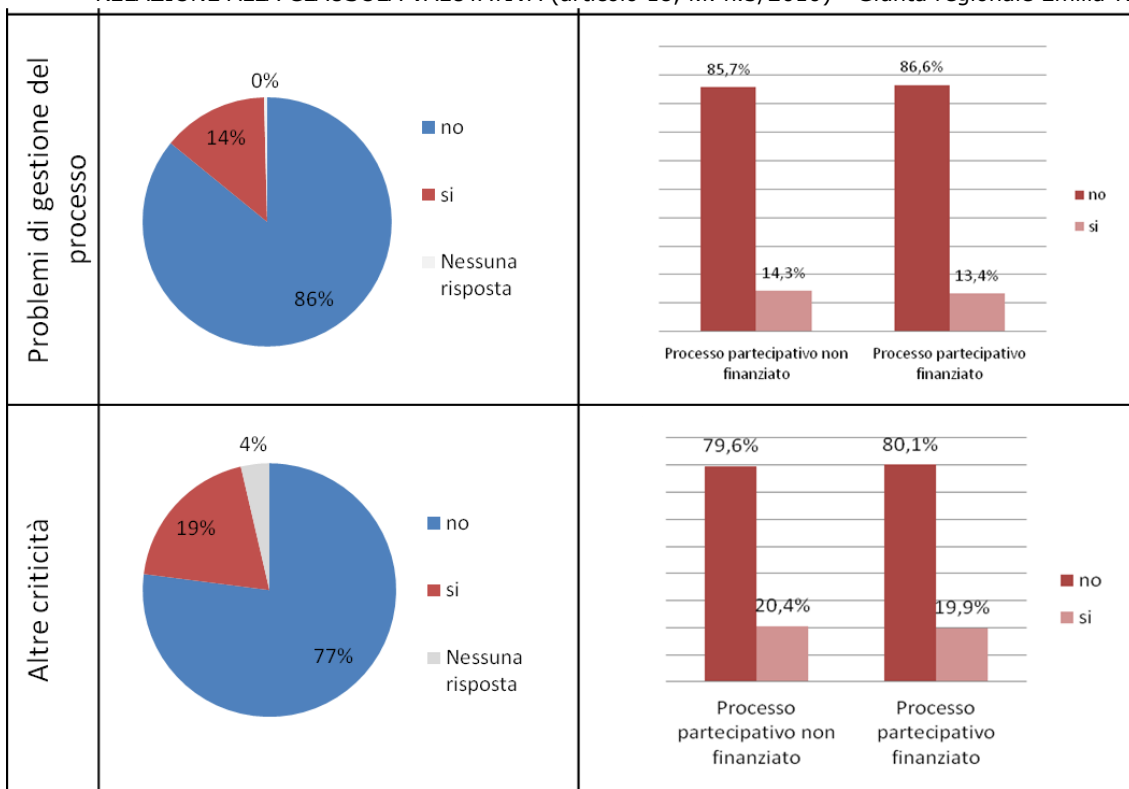 Problemi di gestione del
processo
0%
14%
86%
no
si
Nessuna
risposta
85,7%
86,6%
14,3%
13,4%
Processo partecipativo non
finanziato
Processo partecipativo
finanziato
no
si
Altre criticità
4%
19%
77%
no
si
Nessuna
risposta
79,6%
80,1%
20,4%
19,9%
Processo
partecipativo non
finanziato
Processo
partecipativo
finanziato
no
si